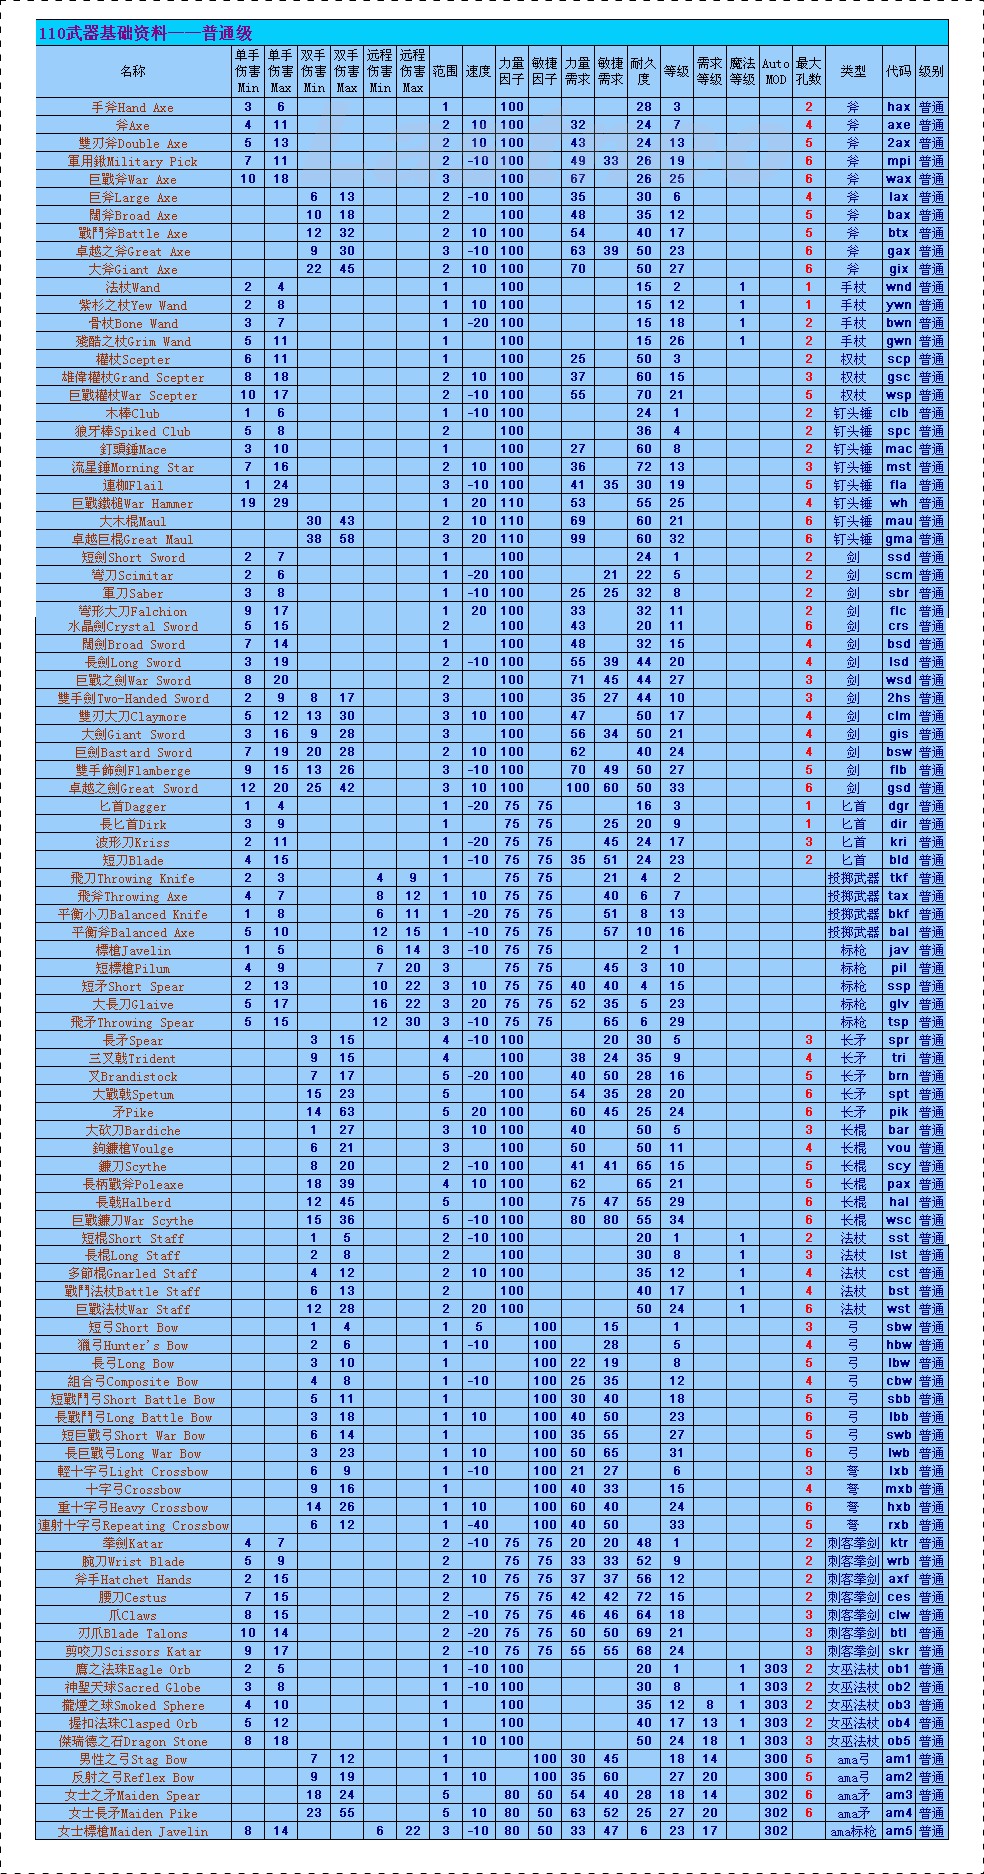 110武器基础资料——普通级
名称 单手伤害Min 单手伤害Max 双手伤害Min 双手伤害Max 远程伤害Min 远程伤害Max 范围 速度 力量因子 敏捷因子 力量需求 敏捷需求 耐久度 等级 需求等级 魔法等级 Auto MOD 最大孔数 类型 代码 级别
手斧Hand Axe 3 6 1 100 28 3 2 斧 hax 普通
斧Axe 4 11 2 10 100 32 24 7 4 斧 axe 普通
雙刃斧Double Axe 5 13 2 10 100 43 24 13 5 斧 2ax 普通
軍用鍬Military Pick 7 11 2 -10 100 49 33 26 19 6 斧 mpi 普通
巨戰斧War Axe 10 18 3 100 67 26 25 6 斧 wax 普通
巨斧Large Axe 6 13 2 -10 100 35 30 6 4 斧 lax 普通
闊斧Broad Axe 10 18 2 100 48 35 12 5 斧 bax 普通
戰鬥斧Battle Axe 12 32 2 10 100 54 40 17 5 斧 btx 普通
卓越之斧Great Axe 9 30 3 -10 100 63 39 50 23 6 斧 gax 普通
大斧Giant Axe 22 45 2 10 100 70 50 27 6 斧 gix 普通
法杖Wand 2 4 1 100 15 2 1 1 手杖 wnd 普通
紫杉之杖Yew Wand 2 8 1 10 100 15 12 1 1 手杖 ywn 普通
骨杖Bone Wand 3 7 1 -20 100 15 18 1 2 手杖 bwn 普通
殘酷之杖Grim Wand 5 11 1 100 15 26 1 2 手杖 gwn 普通
權杖Scepter 6 11 1 100 25 50 3 2 权杖 scp 普通
雄偉權杖Grand Scepter 8 18 2 10 100 37 60 15 3 权杖 gsc 普通
巨戰權杖War Scepter 10 17 2 -10 100 55 70 21 5 权杖 wsp 普通
木棒Club 1 6 1 -10 100 24 1 2 钉头锤 clb 普通
狼牙棒Spiked Club 5 8 2 100 36 4 2 钉头锤 spc 普通
釘頭錘Mace 3 10 1 100 27 60 8 2 钉头锤 mac 普通
流星錘Morning Star 7 16 2 10 100 36 72 13 3 钉头锤 mst 普通
連枷Flail 1 24 3 -10 100 41 35 30 19 5 钉头锤 fla 普通
巨戰鐵槌War Hammer 19 29 1 20 110 53 55 25 4 钉头锤 wh 普通
大木棍Maul 30 43 2 10 110 69 60 21 6 钉头锤 mau 普通
卓越巨棍Great Maul 38 58 3 20 110 99 60 32 6 钉头锤 gma 普通
短劍Short Sword 2 7 1 100 24 1 2 剑 ssd 普通
彎刀Scimitar 2 6 1 -20 100 21 22 5 2 剑 scm 普通
軍刀Saber 3 8 1 -10 100 25 25 32 8 2 剑 sbr 普通
彎形大刀Falchion 9 17 1 20 100 33 32 11 2 剑 flc 普通
水晶劍Crystal Sword 5 15 2 100 43 20 11 6 剑 crs 普通
闊劍Broad Sword 7 14 1 100 48 32 15 4 剑 bsd 普通
長劍Long Sword 3 19 2 -10 100 55 39 44 20 4 剑 lsd 普通
巨戰之劍War Sword 8 20 2 100 71 45 44 27 3 剑 wsd 普通
雙手劍Two-Handed Sword 2 9 8 17 3 100 35 27 44 10 3 剑 2hs 普通
雙刃大刀Claymore 5 12 13 30 3 10 100 47 50 17 4 剑 clm 普通
大劍Giant Sword 3 16 9 28 3 100 56 34 50 21 4 剑 gis 普通
巨劍Bastard Sword 7 19 20 28 2 10 100 62 40 24 4 剑 bsw 普通
雙手飾劍Flamberge 9 15 13 26 3 -10 100 70 49 50 27 5 剑 flb 普通
卓越之劍Great Sword 12 20 25 42 3 10 100 100 60 50 33 6 剑 gsd 普通
匕首Dagger 1 4 1 -20 75 75 16 3 1 匕首 dgr 普通
長匕首Dirk 3 9 1 75 75 25 20 9 1 匕首 dir 普通
波形刀Kriss 2 11 1 -20 75 75 45 24 17 3 匕首 kri 普通
短刀Blade 4 15 1 -10 75 75 35 51 24 23 2 匕首 bld 普通
飛刀Throwing Knife 2 3 4 9 1 75 75 21 4 2 投掷武器 tkf 普通
飛斧Throwing Axe 4 7 8 12 1 10 75 75 40 6 7 投掷武器 tax 普通
平衡小刀Balanced Knife 1 8 6 11 1 -20 75 75 51 8 13 投掷武器 bkf 普通
平衡斧Balanced Axe 5 10 12 15 1 -10 75 75 57 10 16 投掷武器 bal 普通
標槍Javelin 1 5 6 14 3 -10 75 75 2 1 标枪 jav 普通
短標槍Pilum 4 9 7 20 3 75 75 45 3 10 标枪 pil 普通
短矛Short Spear 2 13 10 22 3 10 75 75 40 40 4 15 标枪 ssp 普通
大長刀Glaive 5 17 16 22 3 20 75 75 52 35 5 23 标枪 glv 普通
飛矛Throwing Spear 5 15 12 30 3 -10 75 75 65 6 29 标枪 tsp 普通
長矛Spear 3 15 4 -10 100 20 30 5 3 长矛 spr 普通
三叉戟Trident 9 15 4 100 38 24 35 9 4 长矛 tri 普通
叉Brandistock 7 17 5 -20 100 40 50 28 16 5 长矛 brn 普通
大戰戟Spetum 15 23 5 100 54 35 28 20 6 长矛 spt 普通
矛Pike 14 63 5 20 100 60 45 25 24 6 长矛 pik 普通
大砍刀Bardiche 1 27 3 10 100 40 50 5 3 长棍 bar 普通
鉤鐮槍Voulge 6 21 3 100 50 50 11 4 长棍 vou 普通
鐮刀Scythe 8 20 2 -10 100 41 41 65 15 5 长棍 scy 普通
長柄戰斧Poleaxe 18 39 4 10 100 62 65 21 5 长棍 pax 普通
長戟Halberd 12 45 5 100 75 47 55 29 6 长棍 hal 普通
巨戰鐮刀War Scythe 15 36 5 -10 100 80 80 55 34 6 长棍 wsc 普通
短棍Short Staff 1 5 2 -10 100 20 1 1 2 法杖 sst 普通
長棍Long Staff 2 8 2 100 30 8 1 3 法杖 lst 普通
多節棍Gnarled Staff 4 12 2 10 100 35 12 1 4 法杖 cst 普通
戰鬥法杖Battle Staff 6 13 2 100 40 17 1 4 法杖 bst 普通
巨戰法杖War Staff 12 28 2 20 100 50 24 1 6 法杖 wst 普通
短弓Short Bow 1 4 1 5 100 15 1 3 弓 sbw 普通
獵弓Hunter's Bow 2 6 1 -10 100 28 5 4 弓 hbw 普通
長弓Long Bow 3 10 1 100 22 19 8 5 弓 lbw 普通
組合弓Composite Bow 4 8 1 -10 100 25 35 12 4 弓 cbw 普通
短戰鬥弓Short Battle Bow 5 11 1 100 30 40 18 5 弓 sbb 普通
長戰鬥弓Long Battle Bow 3 18 1 10 100 40 50 23 6 弓 lbb 普通
短巨戰弓Short War Bow 6 14 1 100 35 55 27 5 弓 swb 普通
長巨戰弓Long War Bow 3 23 1 10 100 50 65 31 6 弓 lwb 普通
輕十字弓Light Crossbow 6 9 1 -10 100 21 27 6 3 弩 lxb 普通
十字弓Crossbow 9 16 1 100 40 33 15 4 弩 mxb 普通
重十字弓Heavy Crossbow 14 26 1 10 100 60 40 24 6 弩 hxb 普通
連射十字弓Repeating Crossbow 6 12 1 -40 100 40 50 33 5 弩 rxb 普通
拳劍Katar 4 7 2 -10 75 75 20 20 48 1 2 刺客拳剑 ktr 普通
腕刀Wrist Blade 5 9 2 75 75 33 33 52 9 2 刺客拳剑 wrb 普通
斧手Hatchet Hands 2 15 2 10 75 75 37 37 56 12 2 刺客拳剑 axf 普通
腰刀Cestus 7 15 2 75 75 42 42 72 15 2 刺客拳剑 ces 普通
爪Claws 8 15 2 -10 75 75 46 46 64 18 3 刺客拳剑 clw 普通
刃爪Blade Talons 10 14 2 -20 75 75 50 50 69 21 3 刺客拳剑 btl 普通
剪咬刀Scissors Katar 9 17 2 -10 75 75 55 55 68 24 3 刺客拳剑 skr 普通
鷹之法珠Eagle Orb 2 5 1 -10 100 20 1 1 303 2 女巫法杖 ob1 普通
神聖天球Sacred Globe 3 8 1 -10 100 30 8 1 303 2 女巫法杖 ob2 普通
攏煙之球Smoked Sphere 4 10 1 100 35 12 8 1 303 2 女巫法杖 ob3 普通
握扣法珠Clasped Orb 5 12 1 100 40 17 13 1 303 2 女巫法杖 ob4 普通
傑瑞德之石Dragon Stone 8 18 1 10 100 50 24 18 1 303 3 女巫法杖 ob5 普通
男性之弓Stag Bow 7 12 1 100 30 45 18 14 300 5 ama弓 am1 普通
反射之弓Reflex Bow 9 19 1 10 100 35 60 27 20 300 5 ama弓 am2 普通
女士之矛Maiden Spear 18 24 5 80 50 54 40 28 18 14 302 6 ama矛 am3 普通
女士長矛Maiden Pike 23 55 5 10 80 50 63 52 25 27 20 302 6 ama矛 am4 普通
女士標槍Maiden Javelin 8 14 6 22 3 -10 80 50 33 47 6 23 17 302 ama标枪 am5 普通